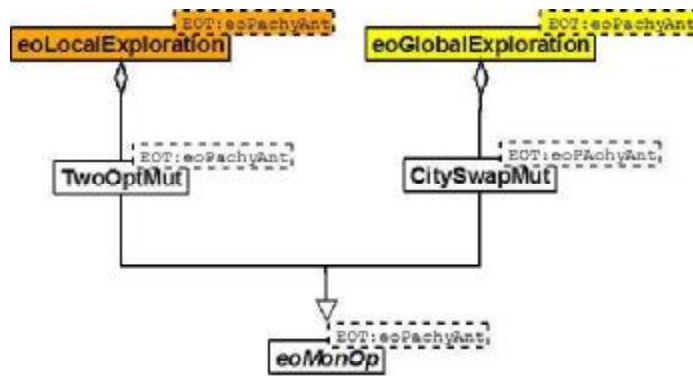 EOT:eoPachyAnt
eoLocalExploration
EOT:eoPachyAnt
eoGlobalExploration
EOT:eoPachyAnt
TwoOptMut
EOT:eoPAchyAnt
CitySwapMut
EOT:eoPachyAnt
eoMonOp